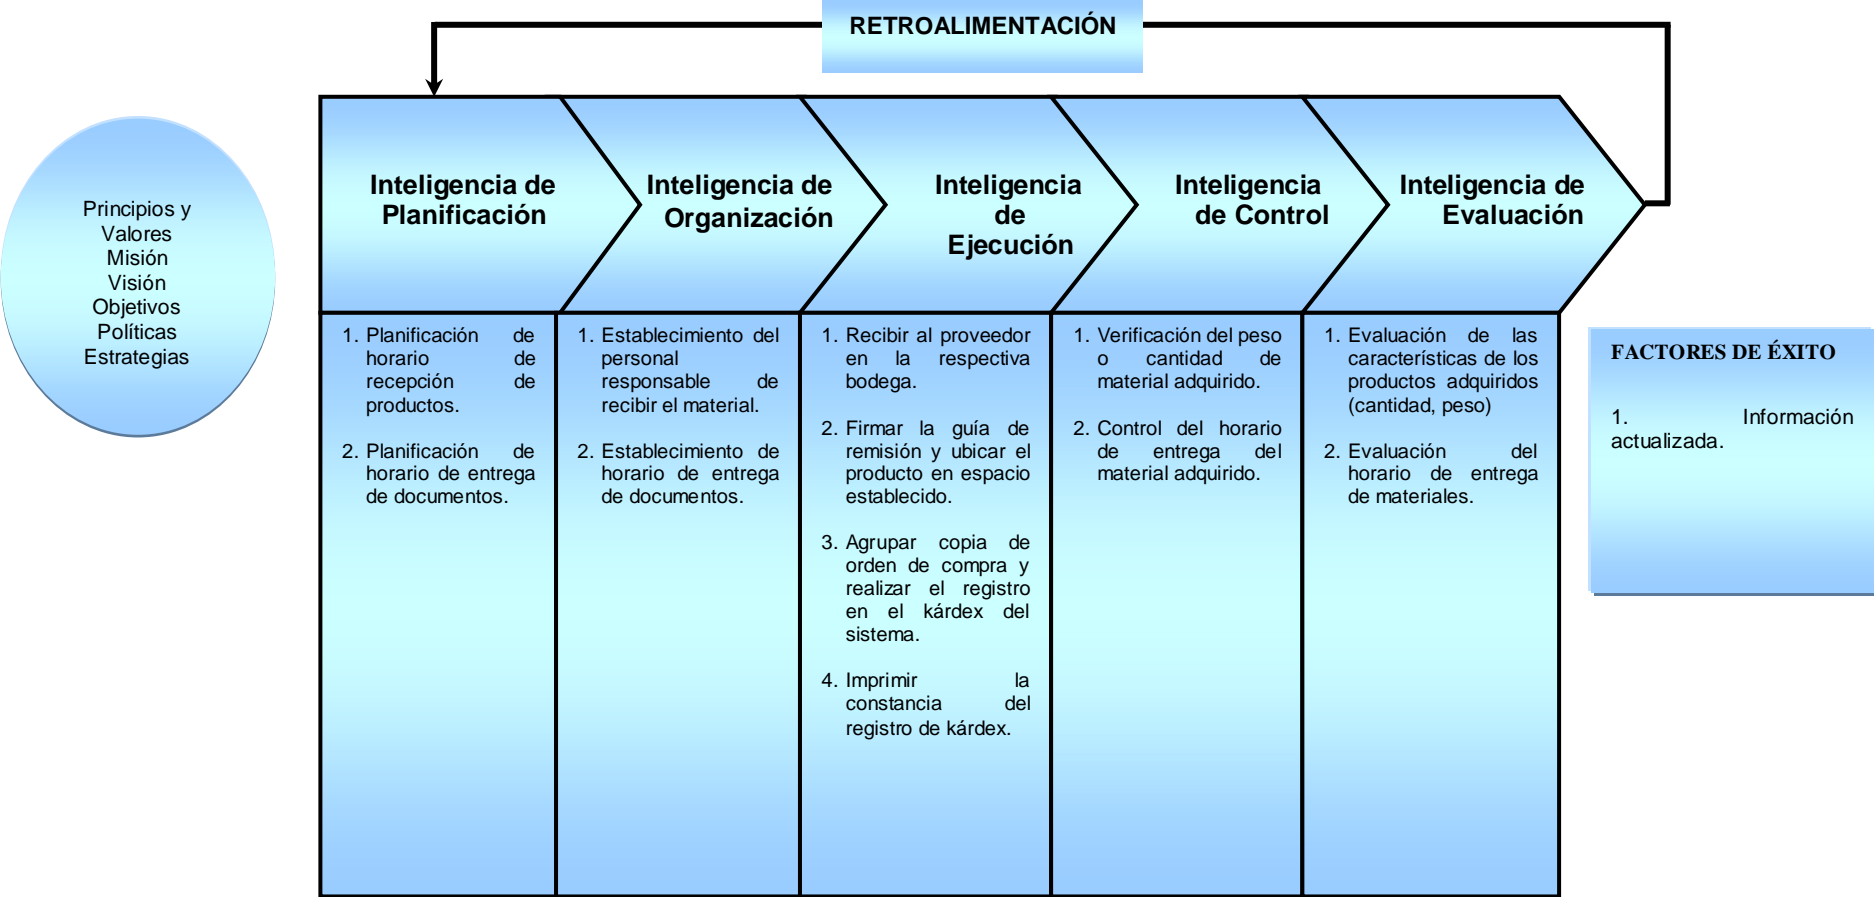 RETROALIMENTACIÓN
Principios y
Valores
Misión
Visión
Objetivos
Políticas
Estrategias
Inteligencia de
Planificación
Inteligencia de
Organización
Inteligencia
de
Ejecución
Inteligencia
de Control
Inteligencia de
Evaluación
1. Planificación de
horario de
recepción de
productos.
2. Planificación de
horario de entrega
de documentos.
1. Establecimiento del
personal
responsable de
recibir el material.
2. Establecimiento de
horario de entrega
de documentos.
1. Recibir al proveedor
en la respectiva
bodega.
2. Firmar la guía de
remisión y ubicar el
producto en espacio
establecido.
3. Agrupar copia de
orden de compra y
realizar el registro
en el kárdex del
sistema.
4. Imprimir la
constancia del
registro de kárdex.
1. Verificación del peso
o cantidad de
material adquirido.
2. Control del horario
de entrega del
material adquirido.
1. Evaluación de las
características de los
productos adquiridos
(cantidad, peso)
2. Evaluación del
horario de entrega
de materiales.
FACTORES DE ÉXITO
1. Información
actualizada.